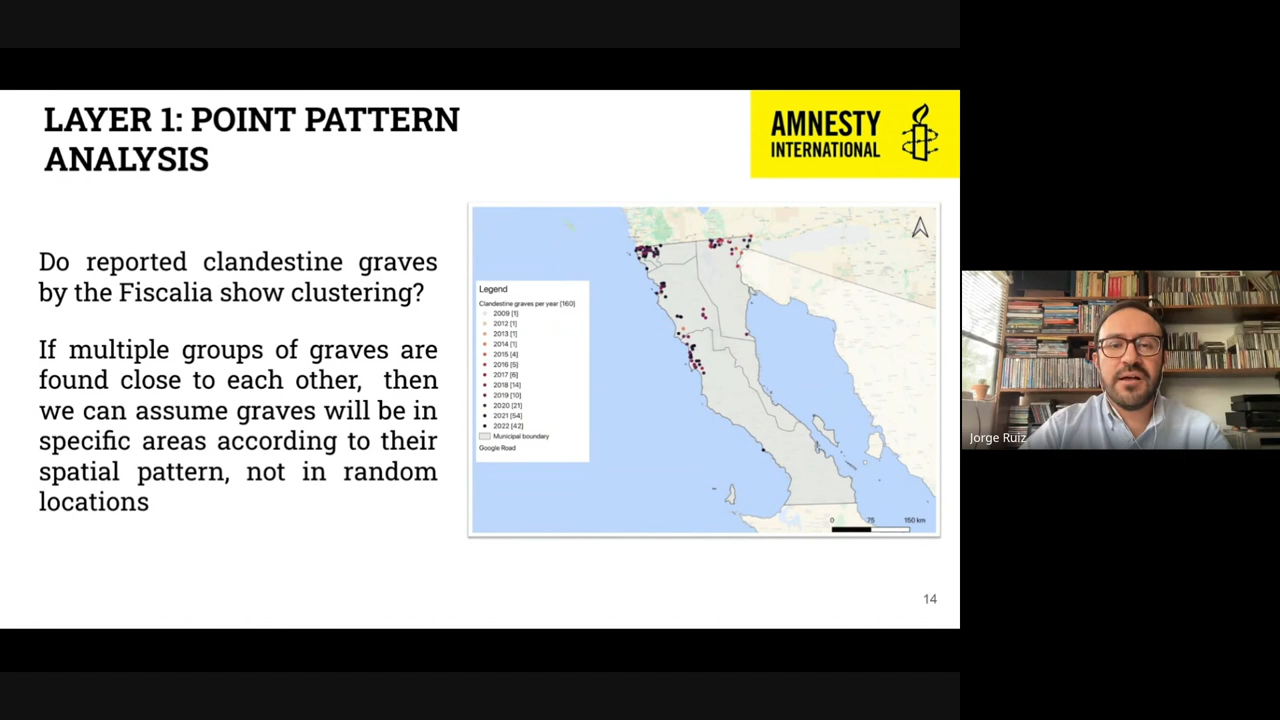 LAYER 1: POINT PATTERN
ANALYSIS
AMNESTY
INTERNATIONAL
Do reported clandestine graves
by the Fiscalia show clustering?
If multiple groups of graves are
found close to each other, then
we can assume graves will be in
specific areas according to their
spatial pattern, not in random
locations
Legend
Clandestine graves per year [160]
2009 [1]
2012 [1]
2013 [1]
2014 [1]
2015 [4]
2016 [5]
2017 [6]
2018 [14]
2019 [10]
2020 [21]
2021 [54]
2022 [42]
Municipal boundary
Google Road
0 75 150 km
14
Jorge Ruiz